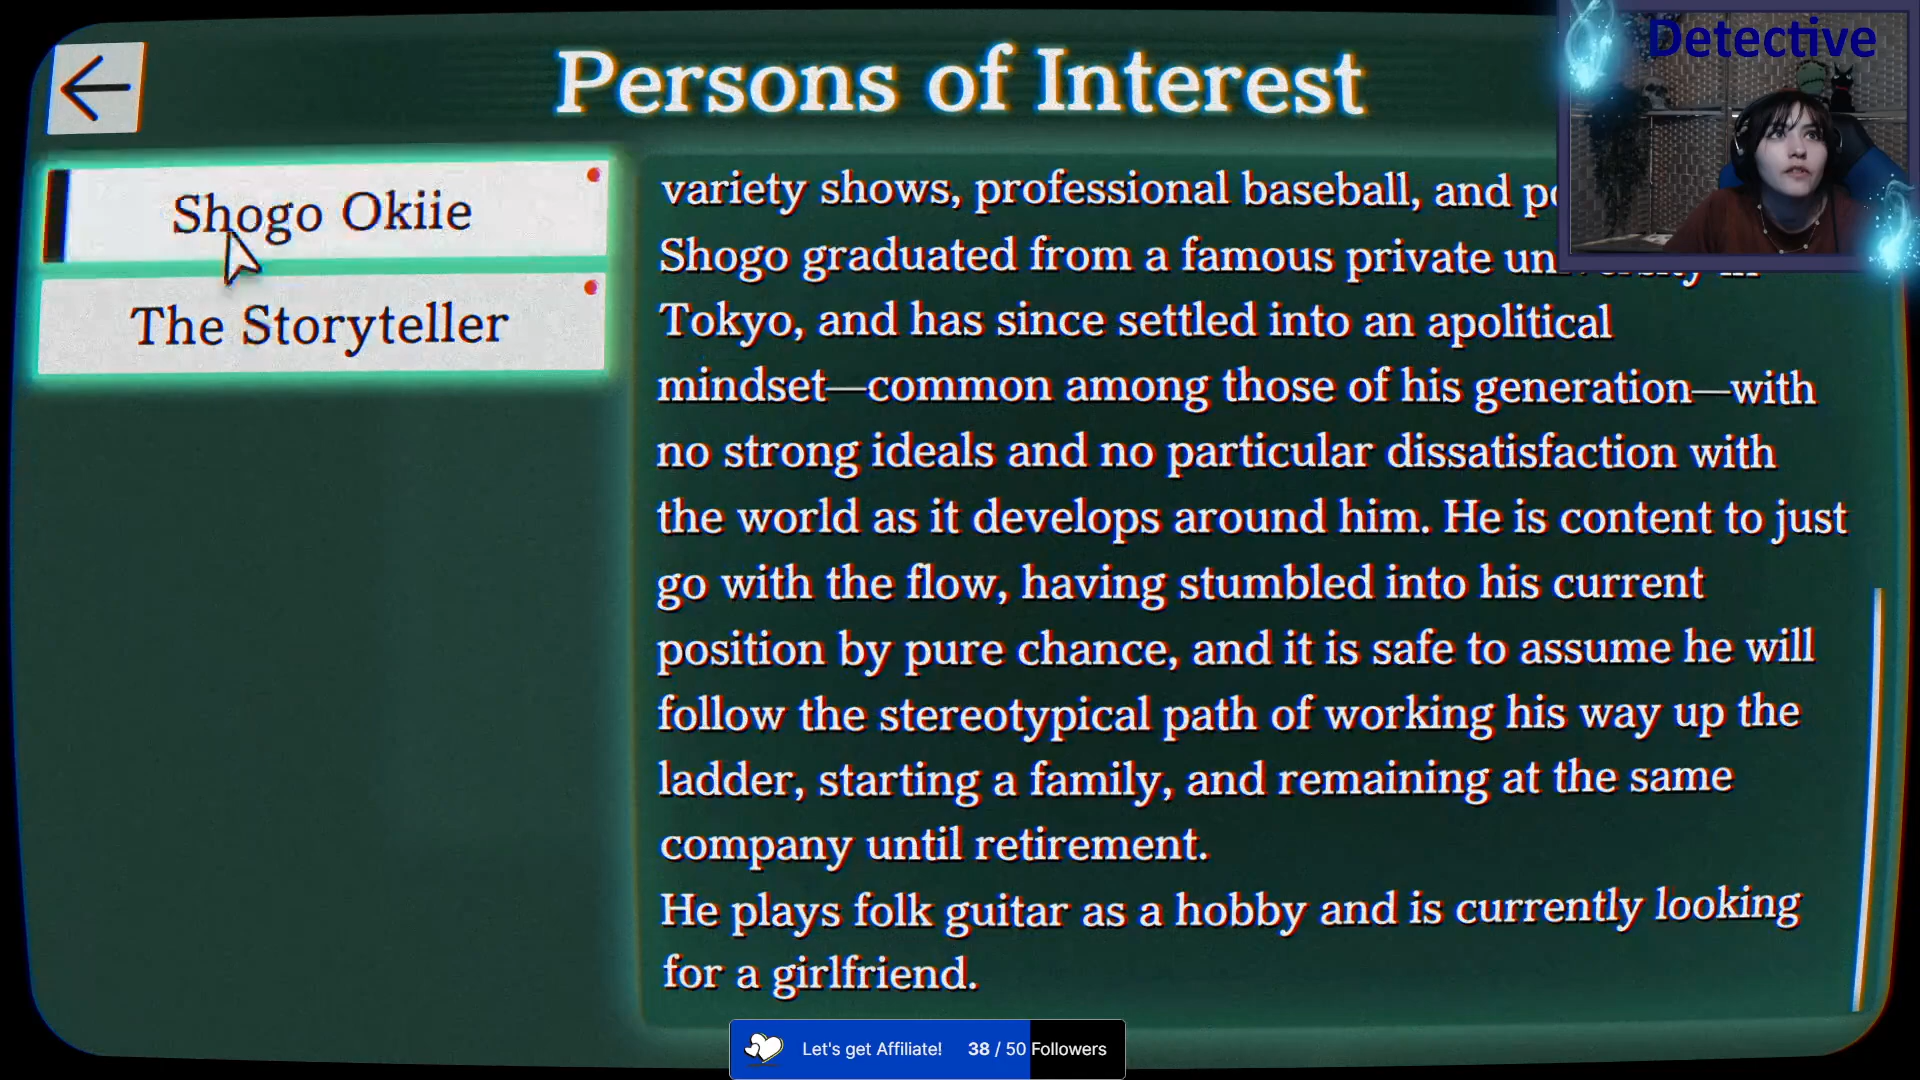 Persons of Interest
Detective
Shogo Okiie
The Storyteller
variety shows, professional baseball, and
Shogo graduated from a famous private university in
Tokyo, and has since settled into an apolitical
mindset—common among those of his generation—with
no strong ideals and no particular dissatisfaction with
the world as it develops around him. He is content to just
go with the flow, having stumbled into his current
position by pure chance, and it is safe to assume he will
follow the stereotypical path of working his way up the
ladder, starting a family, and remaining at the same
company until retirement.
He plays folk guitar as a hobby and is currently looking
for a girlfriend.
Let's get Affiliate! 38 / 50 Followers